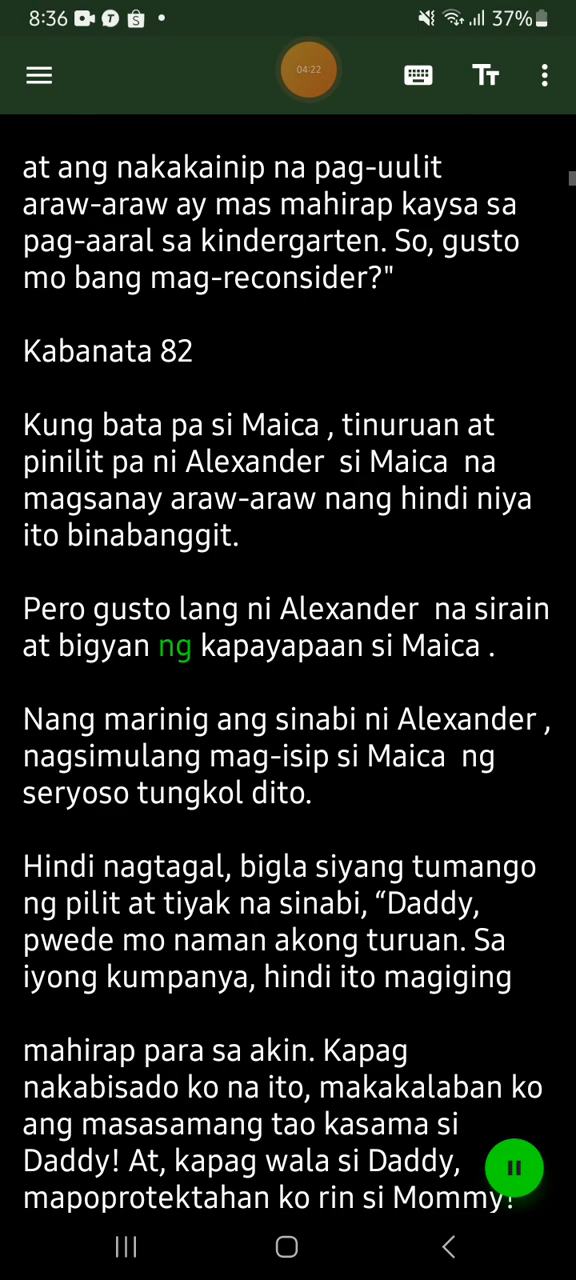 8:36
37%
04:22
at ang nakakainip na pag-uulit
araw-araw ay mas mahirap kaysa sa
pag-aaral sa kindergarten. So, gusto
mo bang mag-reconsider?"
Kabanata 82
Kung bata pa si Maica , tinuruan at
pinilit pa ni Alexander  si Maica  na
magsanay araw-araw nang hindi niya
ito binabanggit.
Pero gusto lang ni Alexander  na sirain
at bigyan ng kapayapaan si Maica .
Nang marinig ang sinabi ni Alexander ,
nagsimulang mag-isip si Maica  ng
seryoso tungkol dito.
Hindi nagtagal, bigla siyang tumango
ng pilit at tiyak na sinabi, “Daddy,
pwede mo naman akong turuan. Sa
iyong kumpanya, hindi ito magiging
mahirap para sa akin. Kapag
nakabisado ko na ito, makakalaban ko
ang masasamang tao kasama si
Daddy! At, kapag wala si Daddy,
mapoprotektahan ko rin si Mommy!